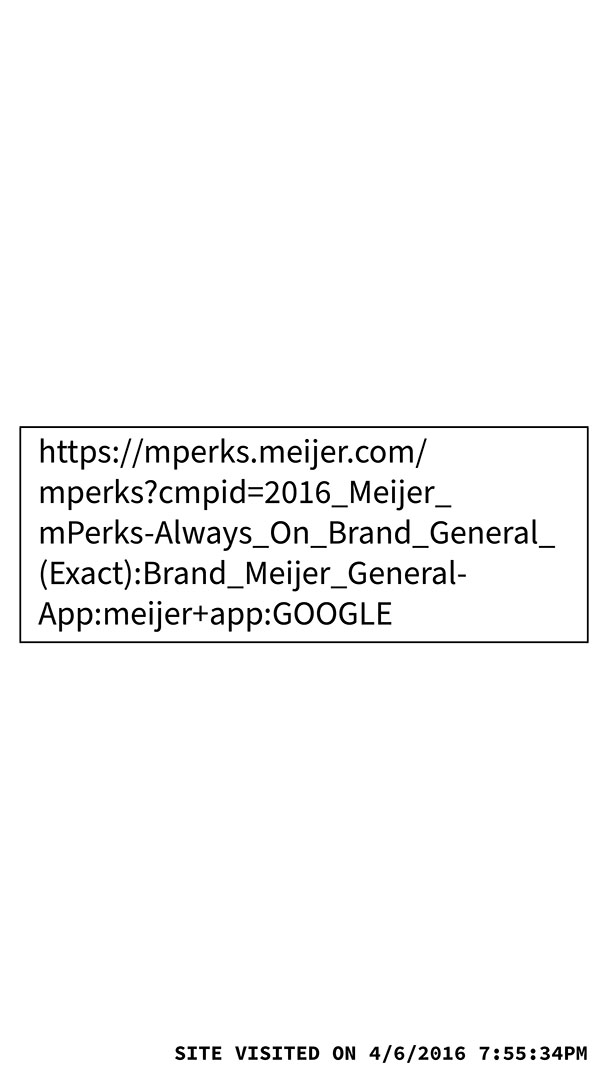 https://mperks.meijer.com/
mperks?cmpid=2016_Meijer_
mPerks-Always_On_Brand_General_
(Exact):Brand_Meijer_General-
App:meijer+app:GOOGLE
SITE VISITED ON 4/6/2016 7:55:34PM